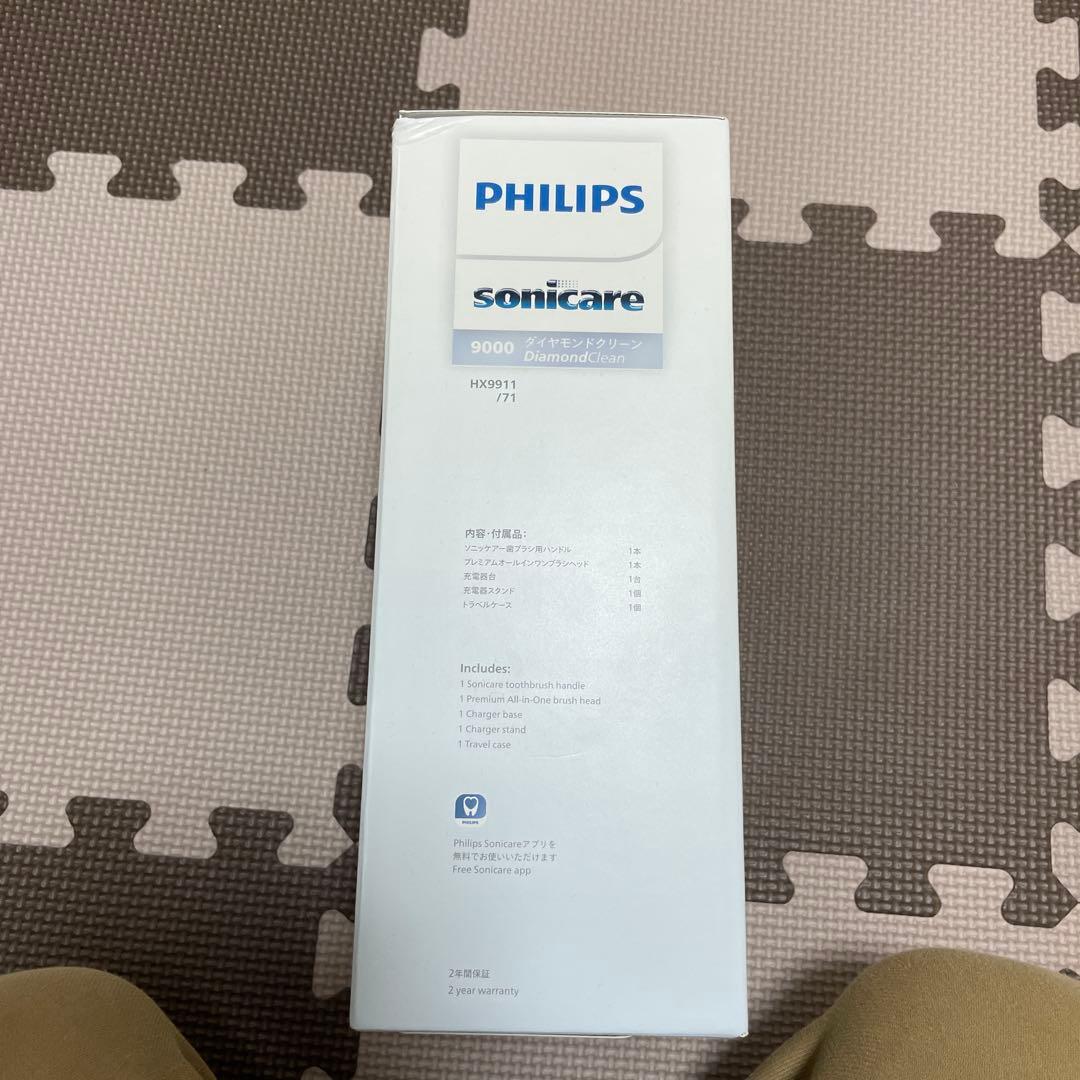 PHILIPS
sonicare
9000 ダイヤモンドクリーン
DiamondClean
HX9911
/71
内容・付属品：
ソニッケアー歯ブラシ用ハンドル 1本
プレミアムオールインワンブラシヘッド 1本
充電器台 1台
充電器スタンド 1個
トラベルケース 1個
Includes:
1 Sonicare toothbrush handle
1 Premium All-in-One brush head
1 Charger base
1 Charger stand
1 Travel case
PHILIPS
Philips Sonicareアプリを
無料でお使いいただけます
Free Sonicare app
2年間保証
2 year warranty